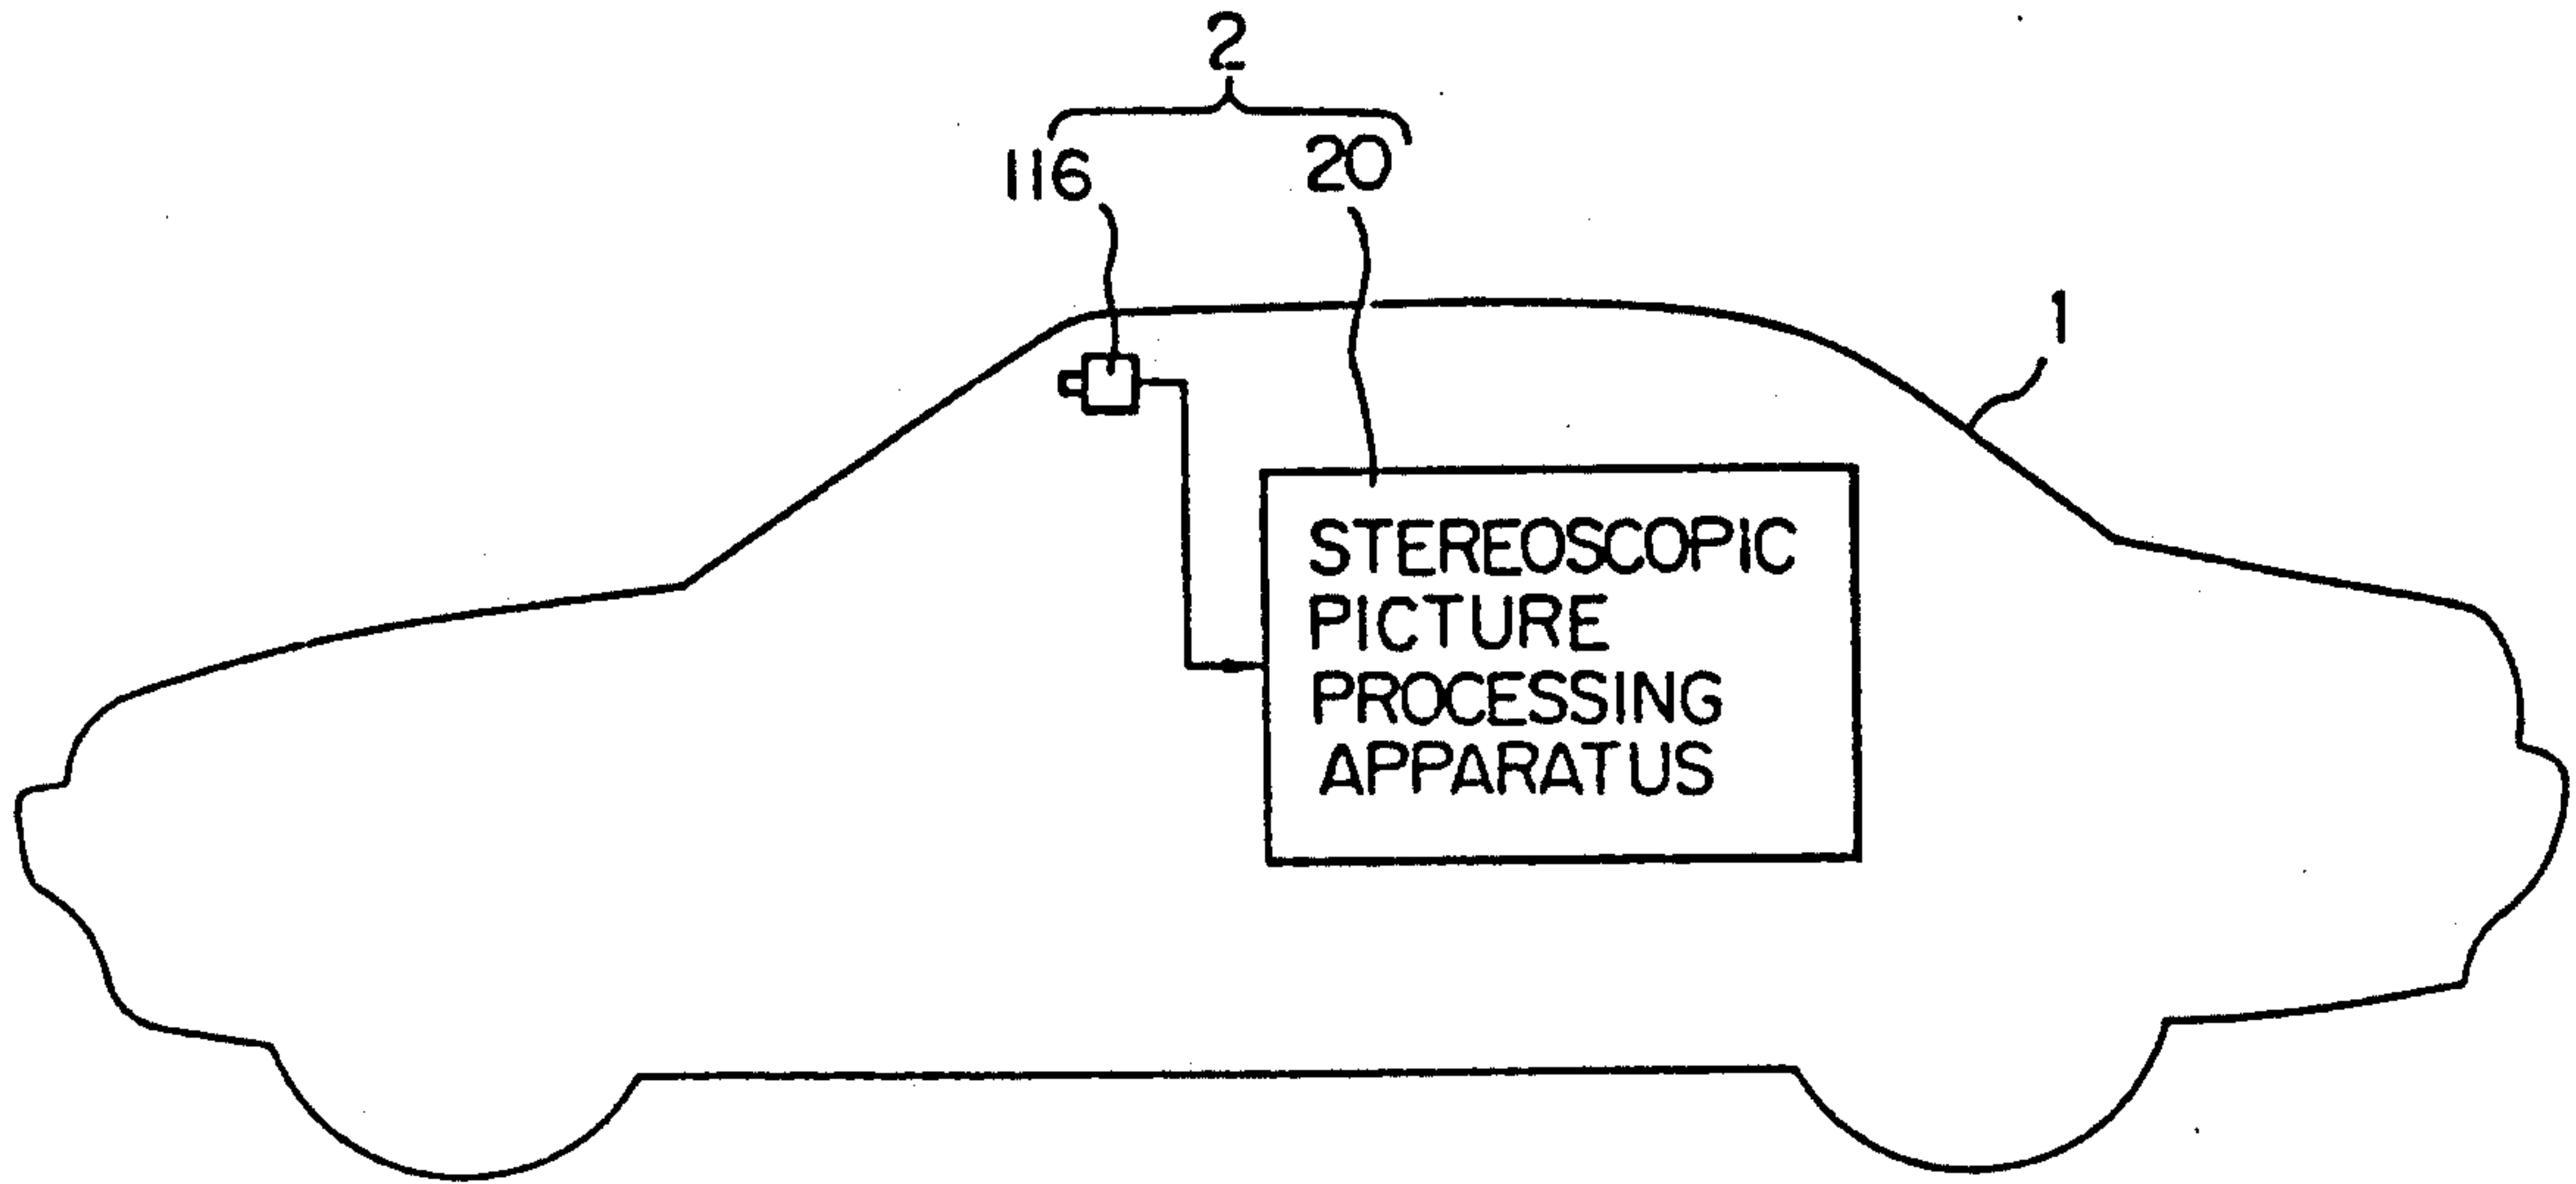 2
116 20
1
STEREOSCOPIC
PICTURE
PROCESSING
APPARATUS